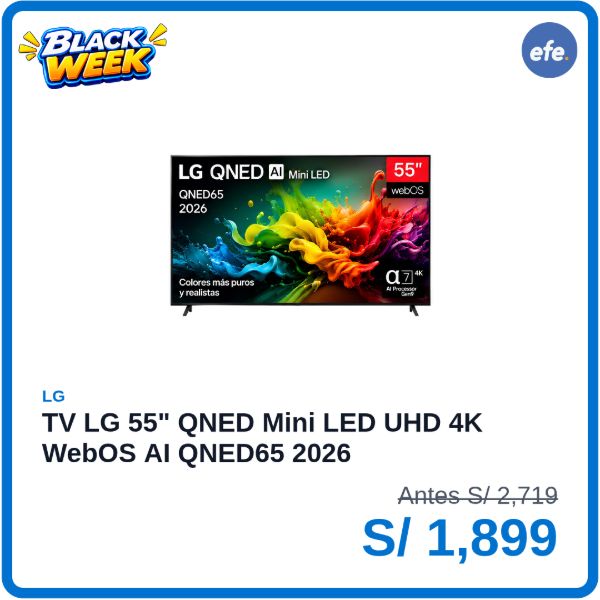 BLACK
WEEK
efe.
LG QNED AI Mini LED
55"
webOS
QNED65
2026
Colores más puros
y realistas
α7 4K
AI Processor
Gen9
LG
TV LG 55" QNED Mini LED UHD 4K
WebOS AI QNED65 2026
Antes S/ 2,719
S/ 1,899